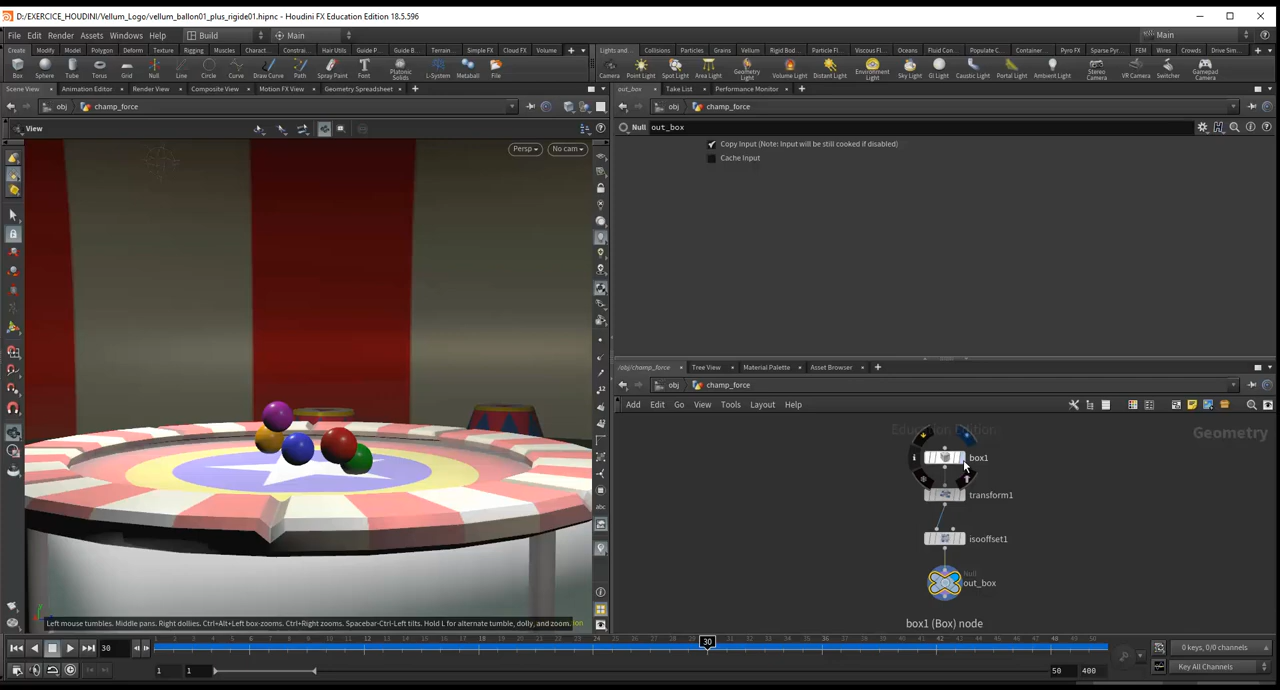 D:/EXERCICE_HOUDINI/Vellum_Logo/vellum_ballon01_plus_rigide01.hipnc - Houdini FX Education Edition 18.5.596
File Edit Render Assets Windows Help Build Main Main
Create Modify Model Polygon Deform Texture Rigging Muscles Charact... Constrai... Hair Utils Guide P... Guide B... Terrain... Simple FX Cloud FX Volume
Lights and... Collisions Particles Grains Vellum Rigid Bod... Particle Fl... Viscous Fl... Oceans Fluid Con... Populate C... Container... Pyro FX Sparse Pyr... FEM Wires Crowds Drive Sim...
Box Sphere Tube Torus Grid Null Line Circle Curve Draw Curve Path Spray Paint Font Platonic Solids L-System Metaball File
Camera Point Light Spot Light Area Light Geometry Light Volume Light Distant Light Environment Light Sky Light GI Light Caustic Light Portal Light Ambient Light Stereo Camera VR Camera Switcher Gamepad Camera
Scene View Animation Editor Render View Composite View Motion FX View Geometry Spreadsheet
out_box Take List Performance Monitor
obj champ_force
obj champ_force
View
Null out_box
Persp No cam
Copy Input (Note: Input will be still cooked if disabled)
Cache Input
/obj/champ_force Tree View Material Palette Asset Browser
obj champ_force
Add Edit Go View Tools Layout Help
Education Edition
Geometry
box1
transform1
isooffset1
Null
out_box
box1 (Box) node
Left mouse tumbles. Middle pans. Right dollies. Ctrl+Alt+Left box-zooms. Ctrl+Right zooms. Spacebar-Ctrl-Left tilts. Hold L for alternate tumble, dolly, and zoom.
30
30
0 keys, 0/0 channels
1 1 50 400
Key All Channels